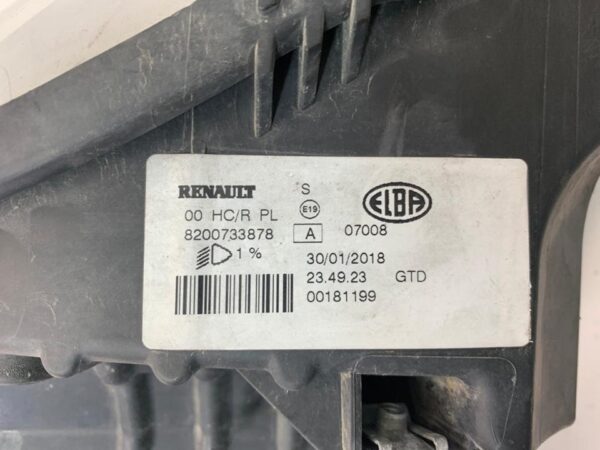 RENAULT S ELBA
00 HC/R PL E19
8200733878 A 07008
1 % 30/01/2018
23.49.23 GTD
00181199